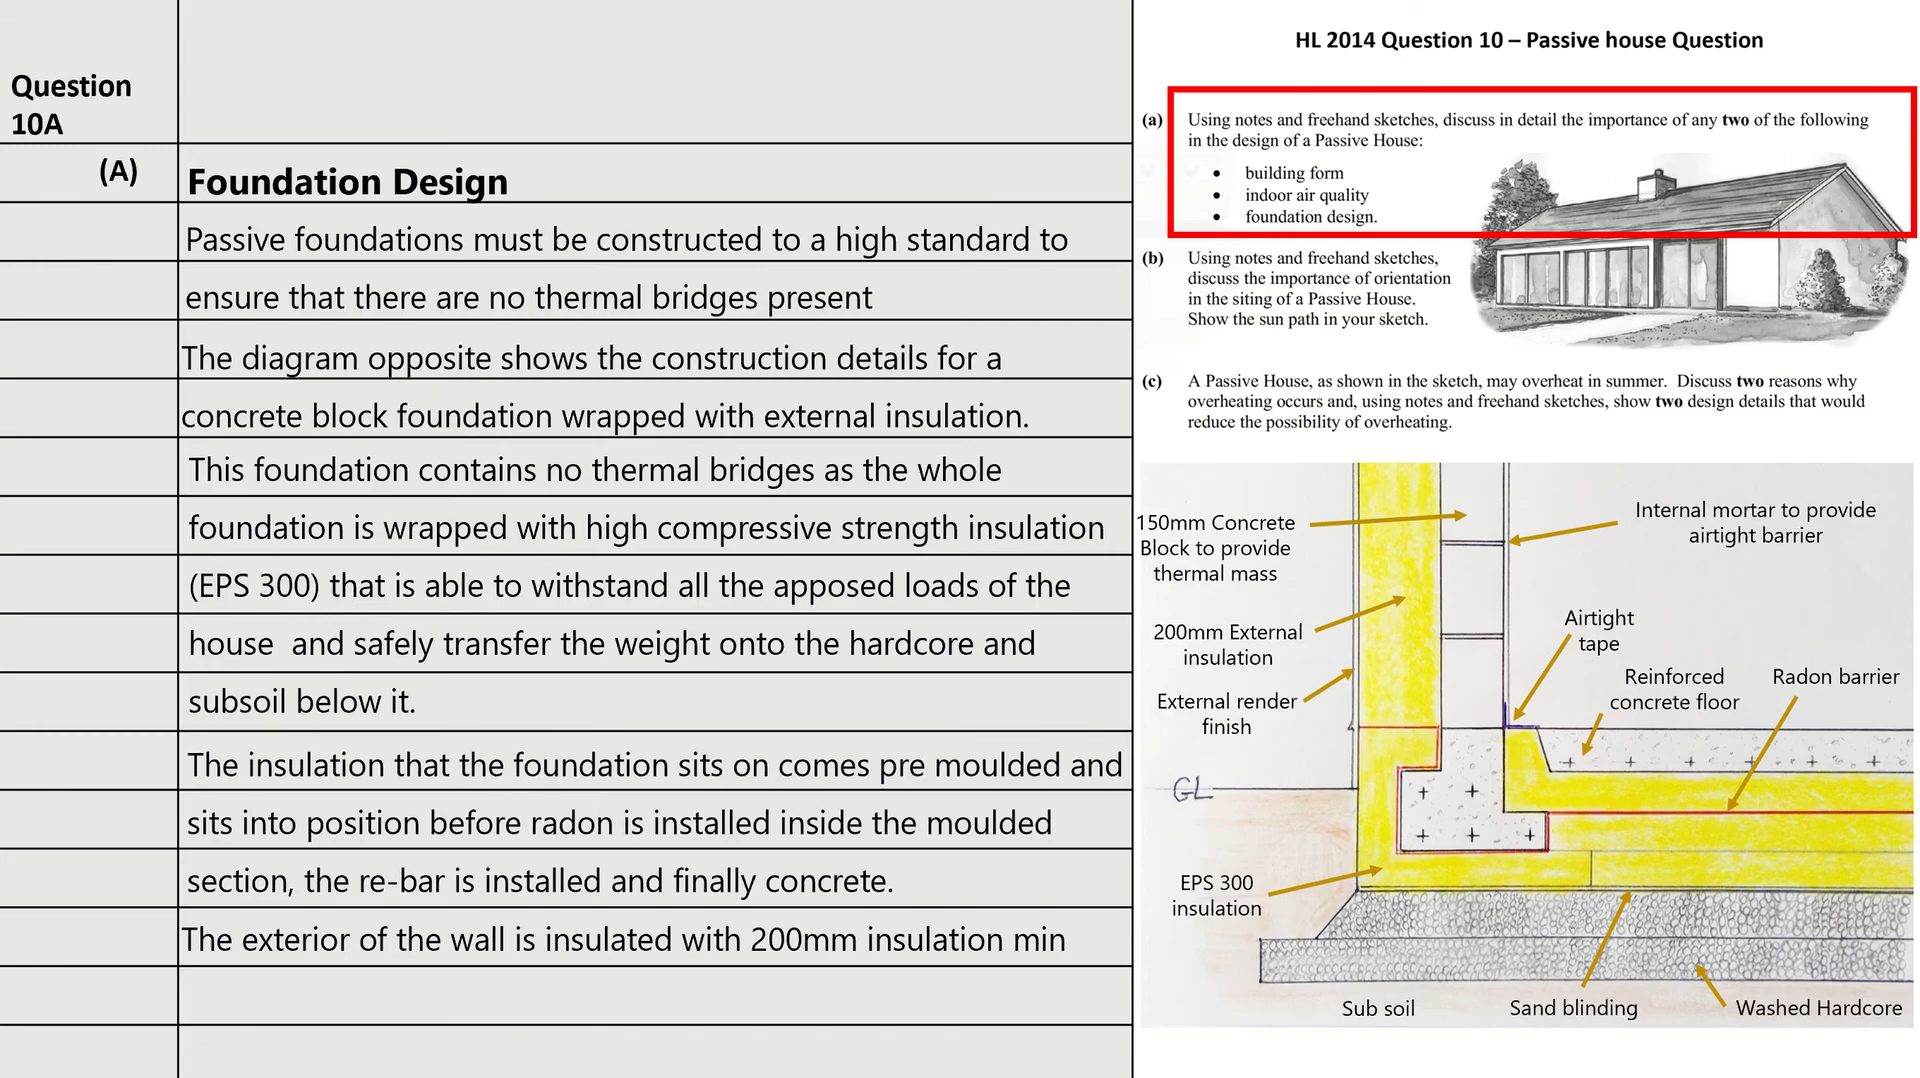 Question
10A
(A)
Foundation Design
Passive foundations must be constructed to a high standard to
ensure that there are no thermal bridges present
The diagram opposite shows the construction details for a
concrete block foundation wrapped with external insulation.
This foundation contains no thermal bridges as the whole
foundation is wrapped with high compressive strength insulation
(EPS 300) that is able to withstand all the apposed loads of the
house  and safely transfer the weight onto the hardcore and
subsoil below it.
The insulation that the foundation sits on comes pre moulded and
sits into position before radon is installed inside the moulded
section, the re-bar is installed and finally concrete.
The exterior of the wall is insulated with 200mm insulation min
HL 2014 Question 10 – Passive house Question
(a) Using notes and freehand sketches, discuss in detail the importance of any two of the following
in the design of a Passive House:
• building form
• indoor air quality
• foundation design.
(b) Using notes and freehand sketches,
discuss the importance of orientation
in the siting of a Passive House.
Show the sun path in your sketch.
(c) A Passive House, as shown in the sketch, may overheat in summer. Discuss two reasons why
overheating occurs and, using notes and freehand sketches, show two design details that would
reduce the possibility of overheating.
150mm Concrete
Block to provide
thermal mass
Internal mortar to provide
airtight barrier
200mm External
insulation
Airtight
tape
External render
finish
Reinforced
concrete floor
Radon barrier
GL
EPS 300
insulation
Sub soil
Sand blinding
Washed Hardcore